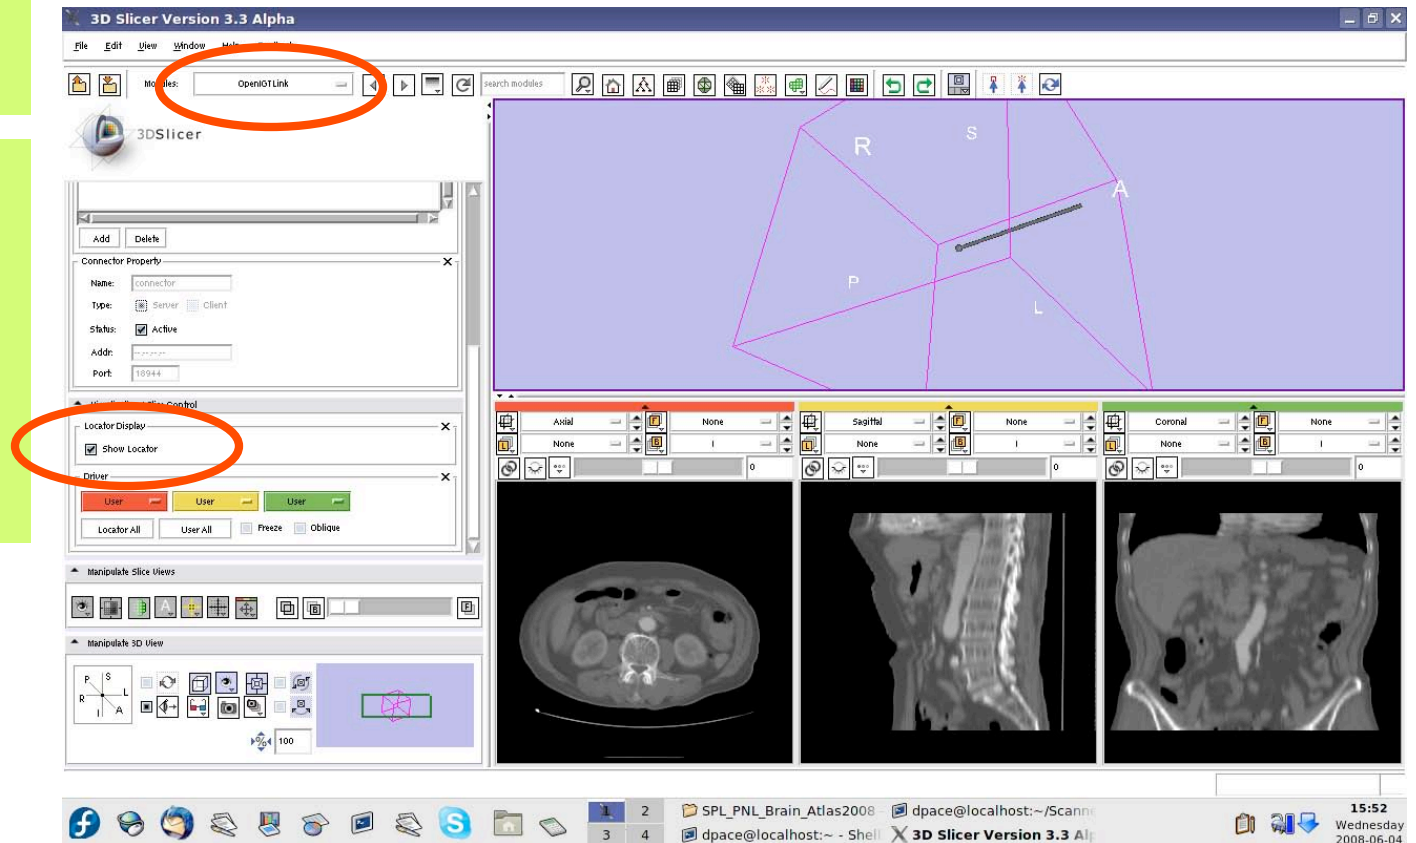 3D Slicer Version 3.3 Alpha
File Edit View Window
Modules: OpenIGTLink search modules
3DSlicer
Add Delete
Connector Property X
Name: connector
Type: Server Client
Status: Active
Addr: --.--.--.--
Port: 18944
Locator Display X
Show Locator
Driver X
User User User
Locator All User All Freeze Oblique
Manipulate Slice Views
Manipulate 3D View
P S
R L
I A
100
R S
A
P
L
Axial None
None I
0
Sagittal None
None I
0
Coronal None
None I
0
1 2 SPL_PNL_Brain_Atlas2008 dpace@localhost:~/Scann
3 4 dpace@localhost:~ - Shell 3D Slicer Version 3.3 Alp
15:52
Wednesday
2008-06-04